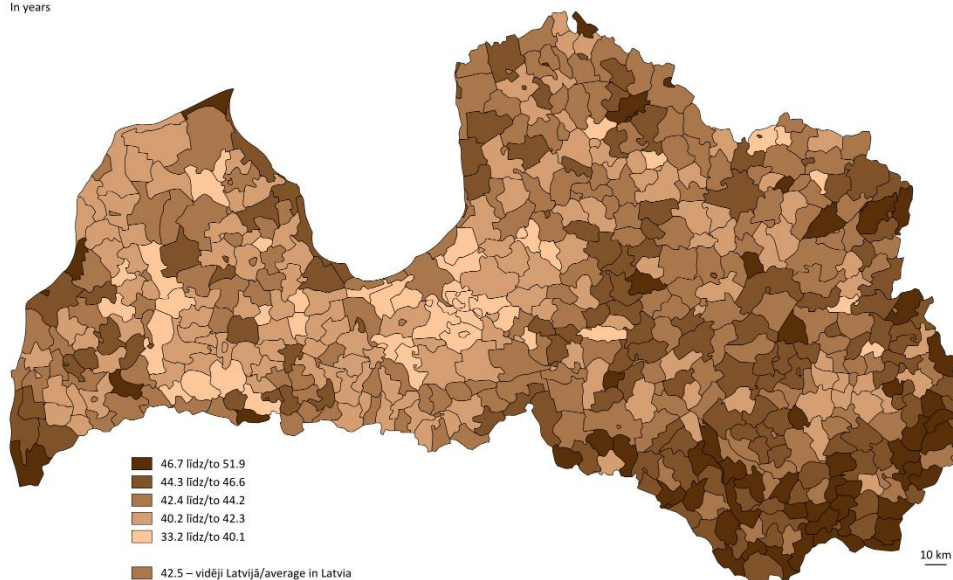 In years
46.7 līdz/to 51.9
44.3 līdz/to 46.6
42.4 līdz/to 44.2
40.2 līdz/to 42.3
33.2 līdz/to 40.1
42.5 – vidēji Latvijā/average in Latvia
10 km